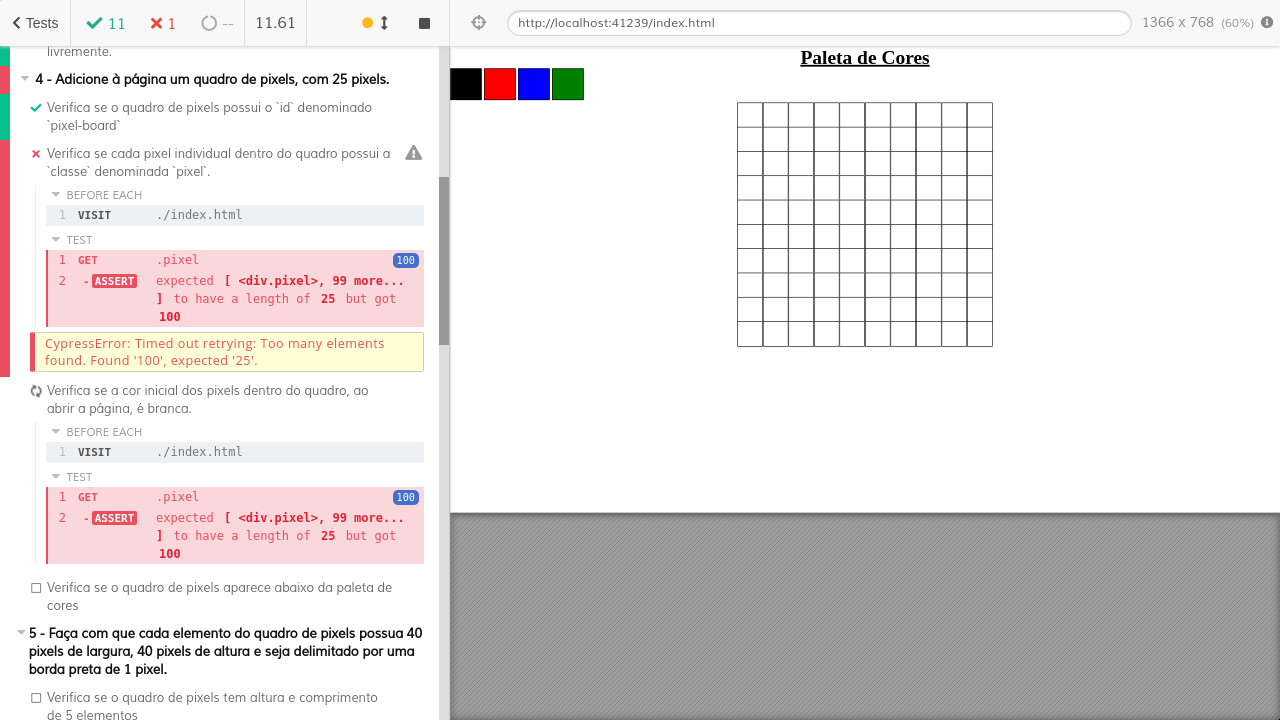 Tests
11
1
--
11.61
http://localhost:41239/index.html
1366 x 768 (60%)
livremente.
4 - Adicione à página um quadro de pixels, com 25 pixels.
Verifica se o quadro de pixels possui o `id` denominado
`pixel-board`
Verifica se cada pixel individual dentro do quadro possui a
`classe` denominada `pixel`.
BEFORE EACH
1 VISIT ./index.html
TEST
1 GET .pixel 100
2 - ASSERT expected [ <div.pixel>, 99 more...
] to have a length of 25 but got
100
CypressError: Timed out retrying: Too many elements
found. Found '100', expected '25'.
Verifica se a cor inicial dos pixels dentro do quadro, ao
abrir a página, é branca.
BEFORE EACH
1 VISIT ./index.html
TEST
1 GET .pixel 100
2 - ASSERT expected [ <div.pixel>, 99 more...
] to have a length of 25 but got
100
Verifica se o quadro de pixels aparece abaixo da paleta de
cores
5 - Faça com que cada elemento do quadro de pixels possua 40
pixels de largura, 40 pixels de altura e seja delimitado por uma
borda preta de 1 pixel.
Verifica se o quadro de pixels tem altura e comprimento
de 5 elementos
Paleta de Cores